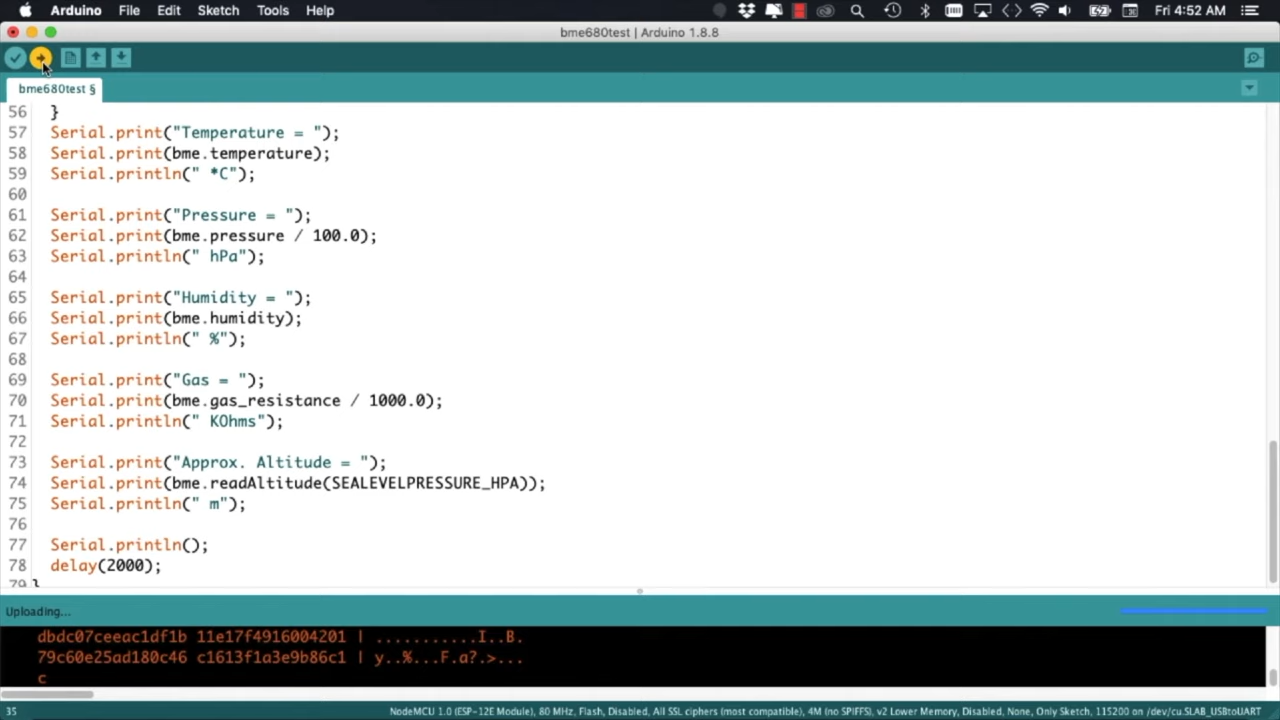 Arduino File Edit Sketch Tools Help Fri 4:52 AM
bme680test | Arduino 1.8.8
bme680test §
56 }
57 Serial.print("Temperature = ");
58 Serial.print(bme.temperature);
59 Serial.println(" *C");
60
61 Serial.print("Pressure = ");
62 Serial.print(bme.pressure / 100.0);
63 Serial.println(" hPa");
64
65 Serial.print("Humidity = ");
66 Serial.print(bme.humidity);
67 Serial.println(" %");
68
69 Serial.print("Gas = ");
70 Serial.print(bme.gas_resistance / 1000.0);
71 Serial.println(" KOhms");
72
73 Serial.print("Approx. Altitude = ");
74 Serial.print(bme.readAltitude(SEALEVELPRESSURE_HPA));
75 Serial.println(" m");
76
77 Serial.println();
78 delay(2000);
79 }
Uploading...
dbdc07ceeac1df1b 11e17f4916004201 | ...........I..B.
79c60e25ad180c46 c1613f1a3e9b86c1 | y..%...F.a?.>...
c
35 NodeMCU 1.0 (ESP-12E Module), 80 MHz, Flash, Disabled, All SSL ciphers (most compatible), 4M (no SPIFFS), v2 Lower Memory, Disabled, None, Only Sketch, 115200 on /dev/cu.SLAB_USBtoUART